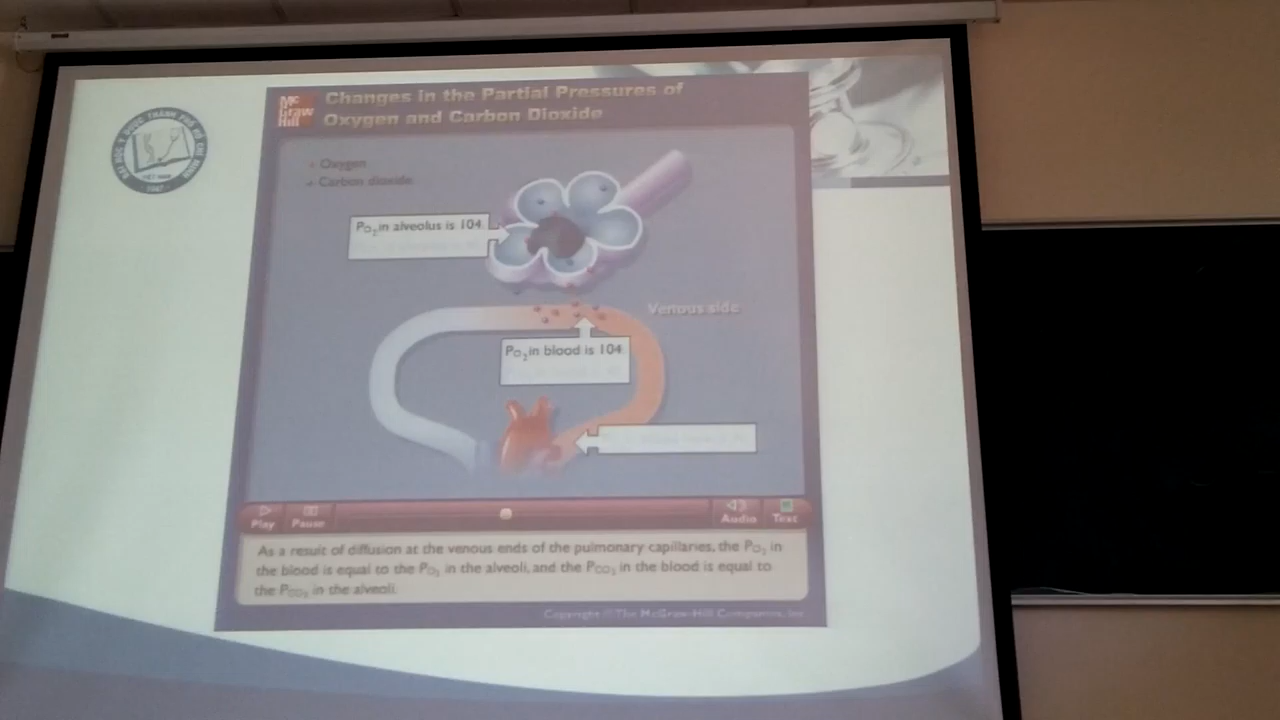 Mc
Graw
Hill
Changes in the Partial Pressures of
Oxygen and Carbon Dioxide
Oxygen
Carbon dioxide
PO2 in alveolus is 104
Venous side
PO2 in blood is 104
Play
Pause
Audio
Text
As a result of diffusion at the venous ends of the pulmonary capillaries, the PO2 in
the blood is equal to the PO2 in the alveoli, and the PCO2 in the blood is equal to
the PCO2 in the alveoli.
Copyright © The McGraw-Hill Companies, Inc.